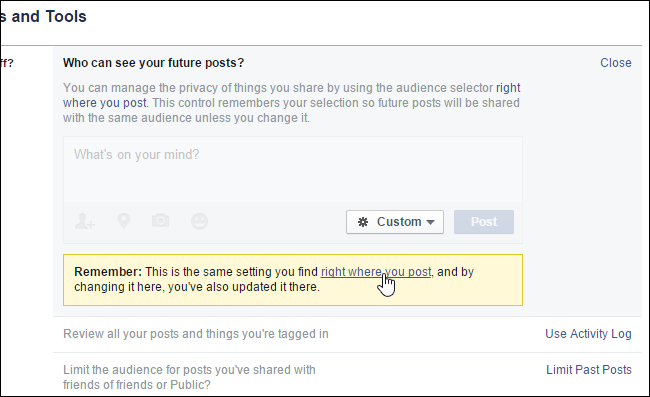 s and Tools
ff?
Who can see your future posts?
Close
You can manage the privacy of things you share by using the audience selector right
where you post. This control remembers your selection so future posts will be shared
with the same audience unless you change it.
What's on your mind?
Custom
Post
Remember: This is the same setting you find right where you post, and by
changing it here, you've also updated it there.
Review all your posts and things you're tagged in
Use Activity Log
Limit the audience for posts you've shared with
friends of friends or Public?
Limit Past Posts